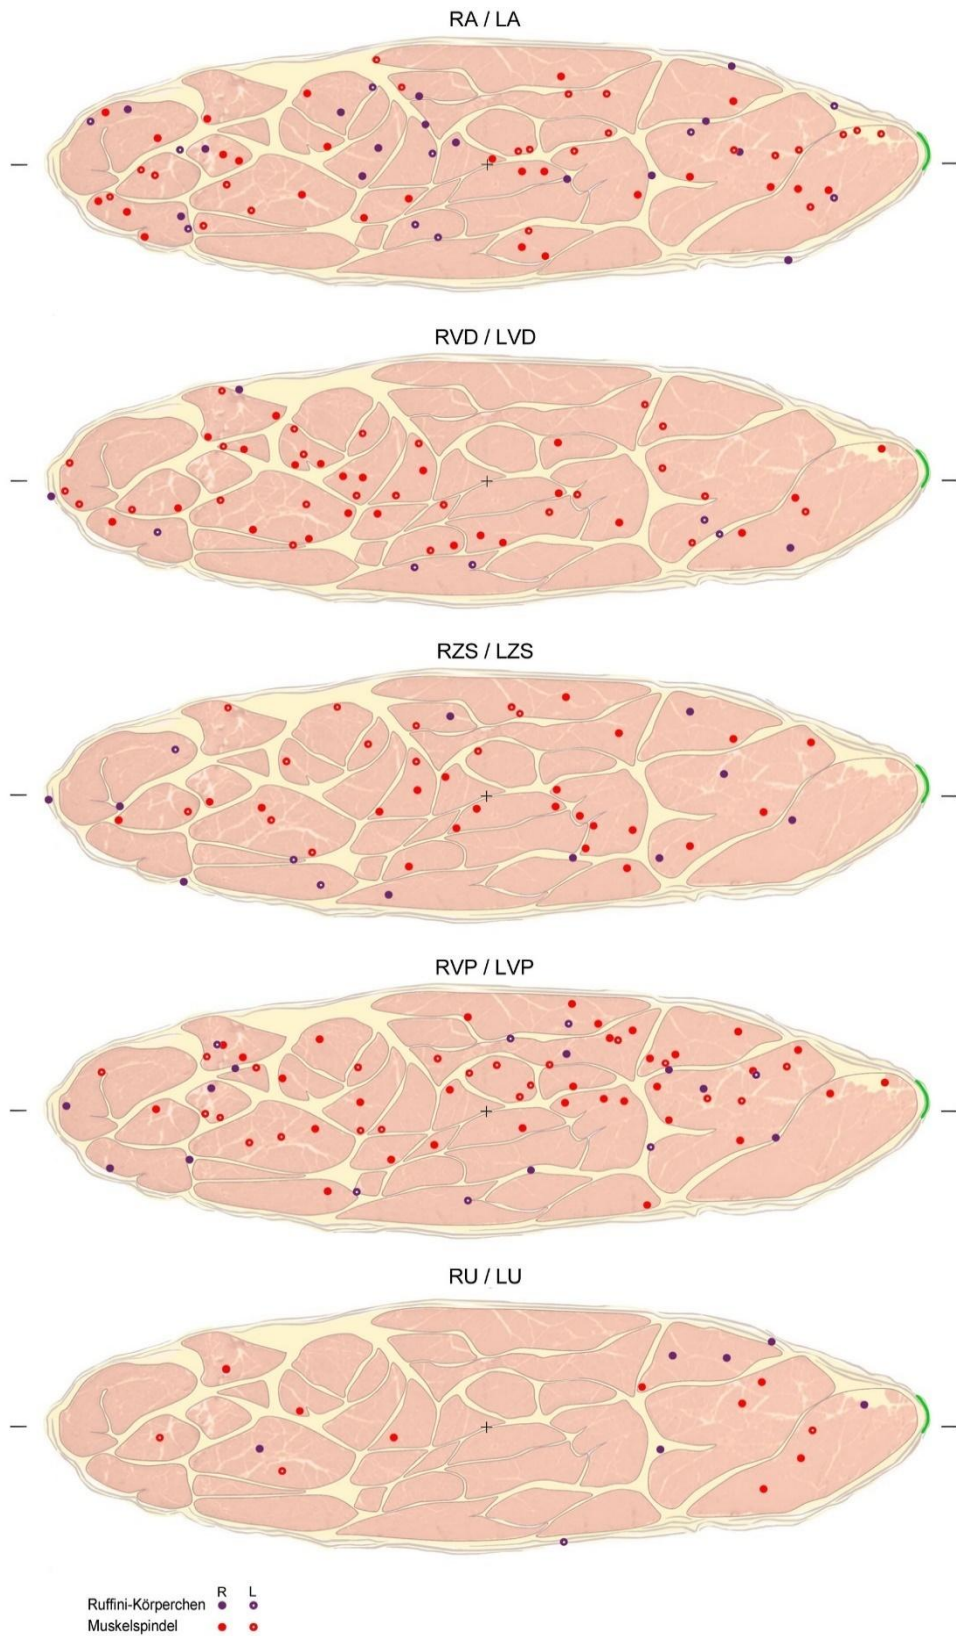 RA / LA
RVD / LVD
RZS / LZS
RVP / LVP
RU / LU
R L
Ruffini-Körperchen
Muskelspindel